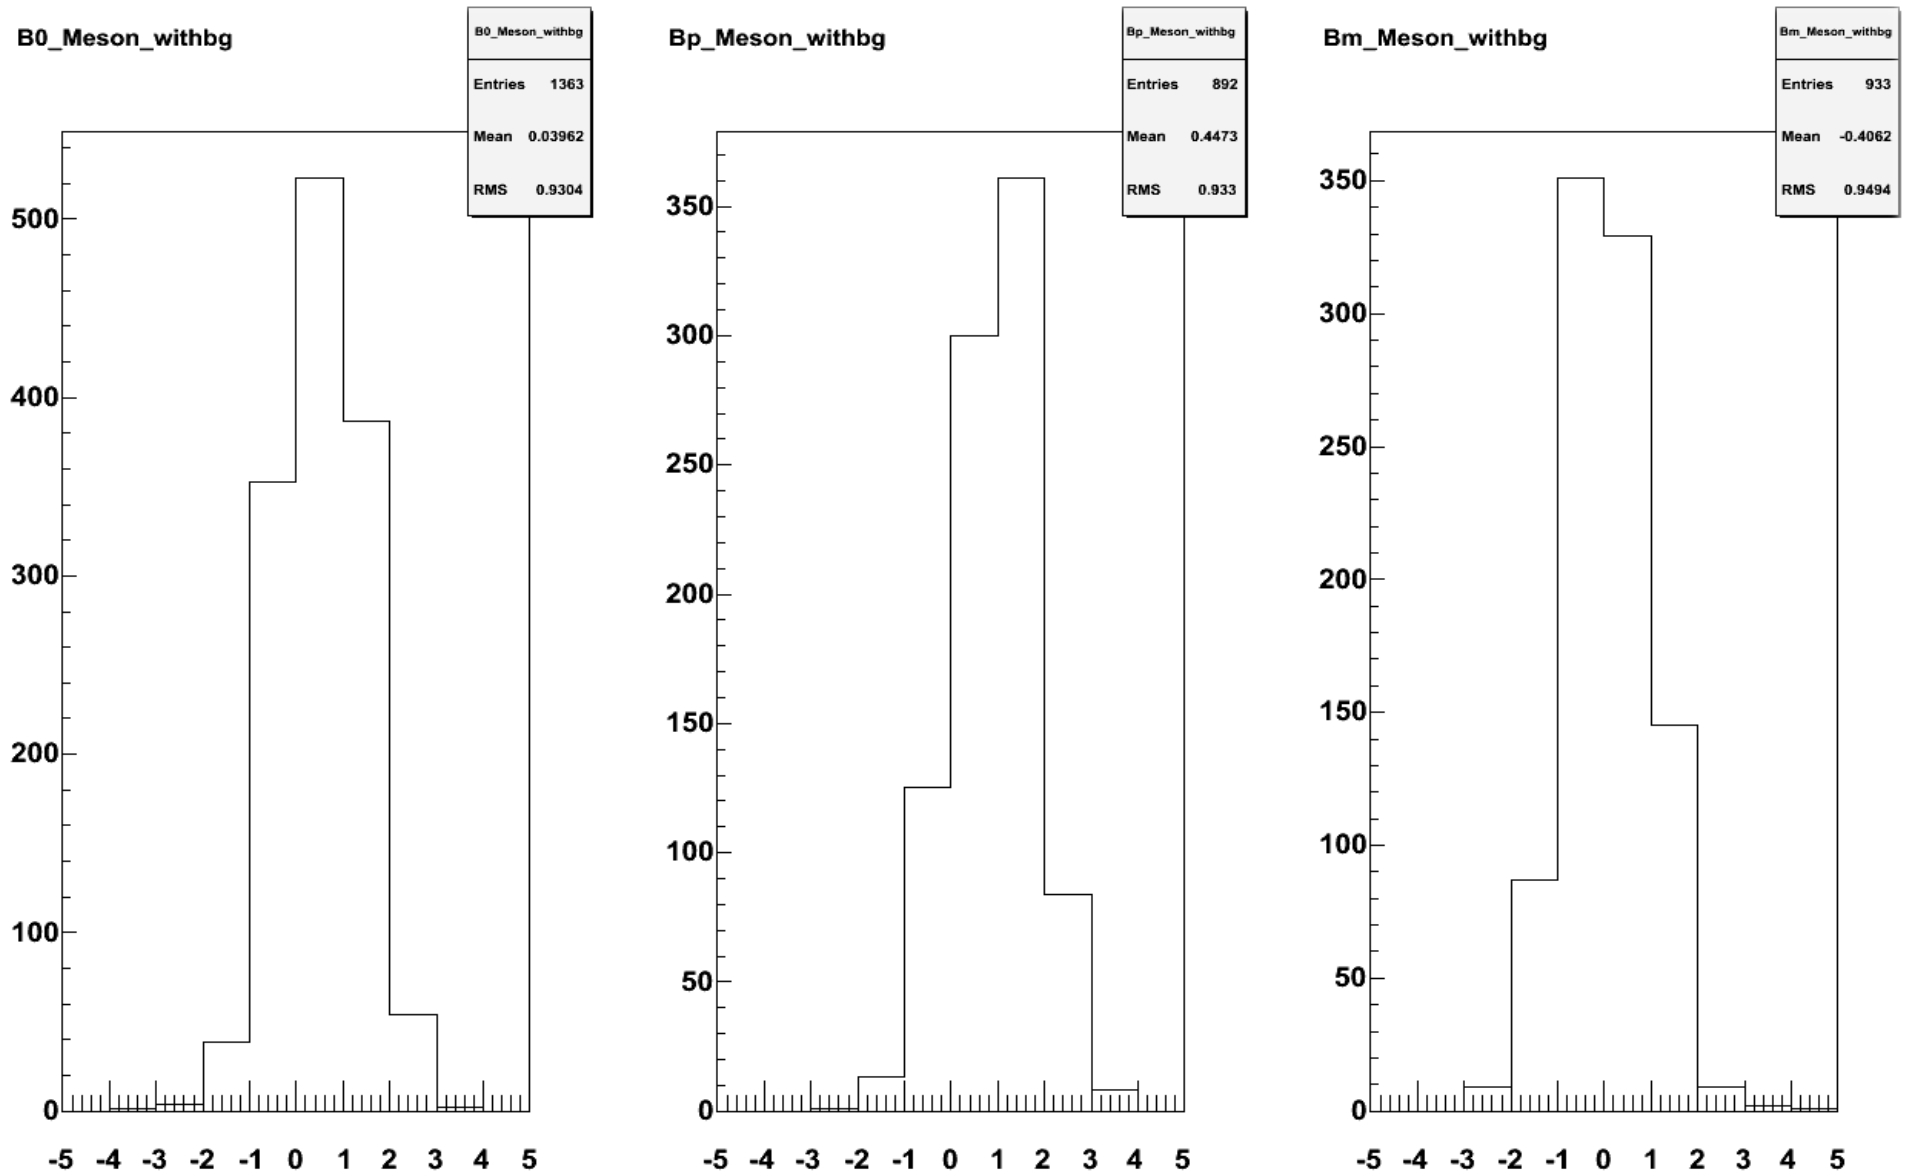 B0_Meson_withbg
B0_Meson_withbg
Entries 1363
Mean 0.03962
RMS 0.9304
500
400
300
200
100
0
-5 -4 -3 -2 -1 0 1 2 3 4 5
Bp_Meson_withbg
Bp_Meson_withbg
Entries 892
Mean 0.4473
RMS 0.933
350
300
250
200
150
100
50
0
-5 -4 -3 -2 -1 0 1 2 3 4 5
Bm_Meson_withbg
Bm_Meson_withbg
Entries 933
Mean -0.4062
RMS 0.9494
350
300
250
200
150
100
50
0
-5 -4 -3 -2 -1 0 1 2 3 4 5